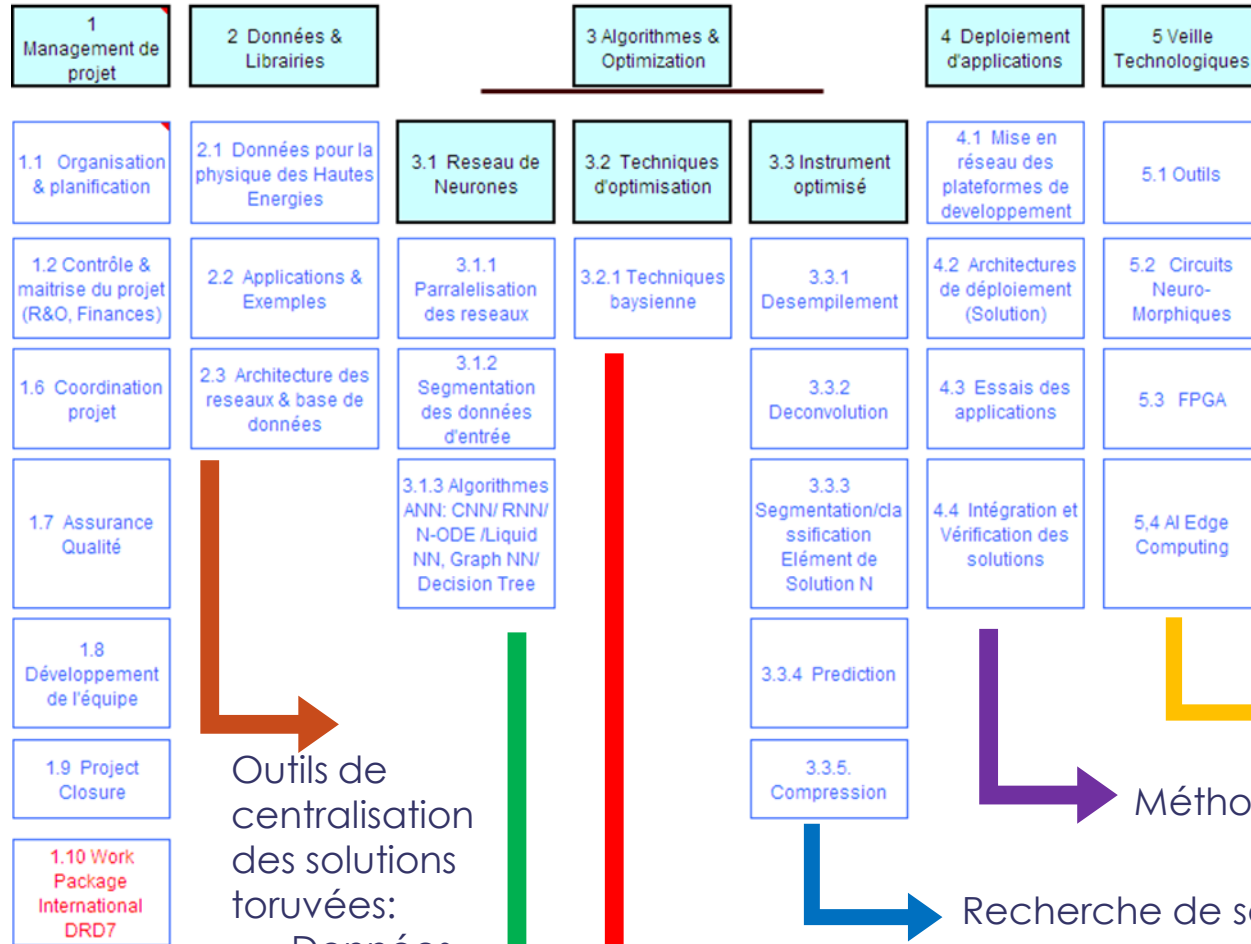 1
Management de
projet
2 Données &
Librairies
3 Algorithmes &
Optimization
4 Deploiement
d'applications
5 Veille
Technologiques
1.1 Organisation
& planification
2.1 Données pour la
physique des Hautes
Energies
3.1 Reseau de
Neurones
3.2 Techniques
d'optimisation
3.3 Instrument
optimisé
4.1 Mise en
réseau des
plateformes de
developpement
5.1 Outils
1.2 Contrôle &
maitrise du projet
(R&O, Finances)
2.2 Applications &
Exemples
3.1.1
Parralelisation
des reseaux
3.2.1 Techniques
baysienne
3.3.1
Desempilement
4.2 Architectures
de déploiement
(Solution)
5.2 Circuits
Neuro-
Morphiques
1.6 Coordination
projet
2.3 Architecture des
reseaux & base de
données
3.1.2
Segmentation
des données
d'entrée
3.3.2
Deconvolution
4.3 Essais des
applications
5.3 FPGA
1.7 Assurance
Qualité
3.1.3 Algorithmes
ANN: CNN/ RNN/
N-ODE /Liquid
NN, Graph NN/
Decision Tree
3.3.3
Segmentation/cla
ssification
Elément de
Solution N
4.4 Intégration et
Vérification des
solutions
5,4 AI Edge
Computing
1.8
Développement
de l'équipe
3.3.4 Prediction
1.9 Project
Closure
3.3.5.
Compression
1.10 Work
Package
International
DRD7
Outils de
centralisation
des solutions
toruvées:
Données
Métho
Recherche de s